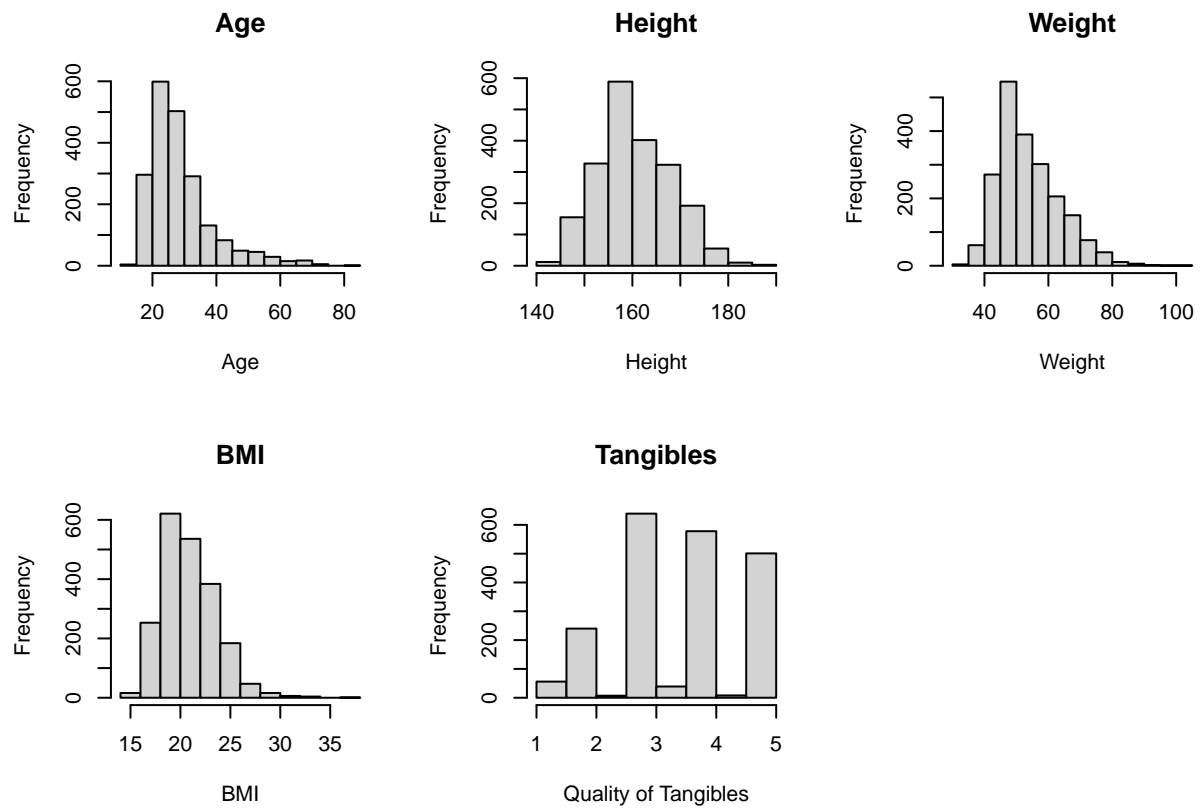 Age
Frequency
0 200 400 600
20 40 60 80
Age
Height
Frequency
0 200 400 600
140 160 180
Height
Weight
Frequency
0 200 400
40 60 80 100
Weight
BMI
Frequency
0 200 400 600
15 20 25 30 35
BMI
Tangibles
Frequency
0 200 400 600
1 2 3 4 5
Quality of Tangibles